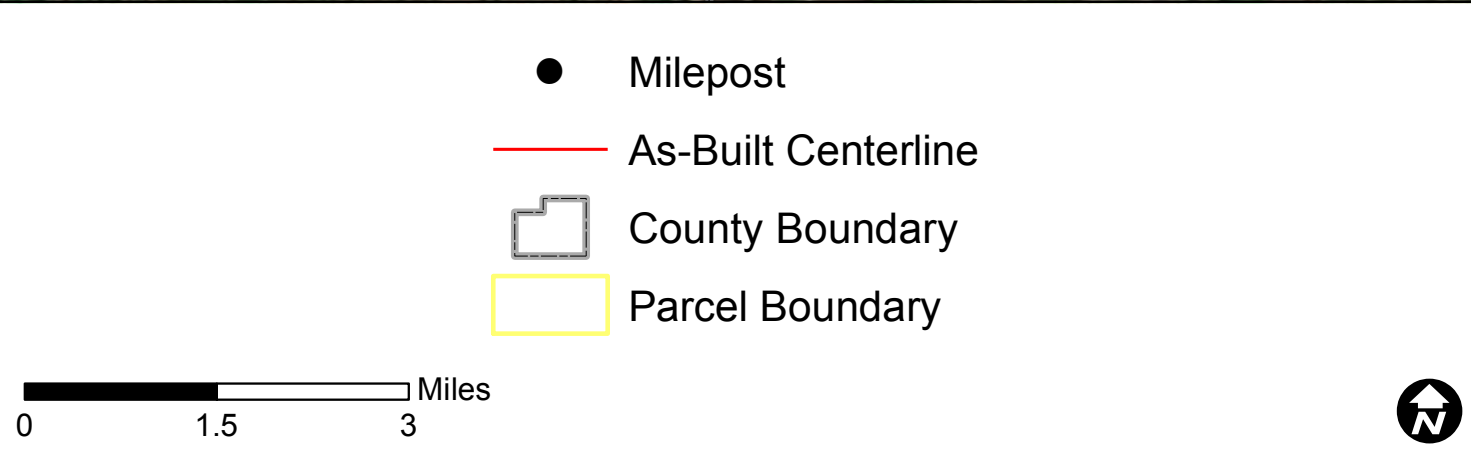 Milepost
As-Built Centerline
County Boundary
Parcel Boundary
Miles
0 1.5 3
N